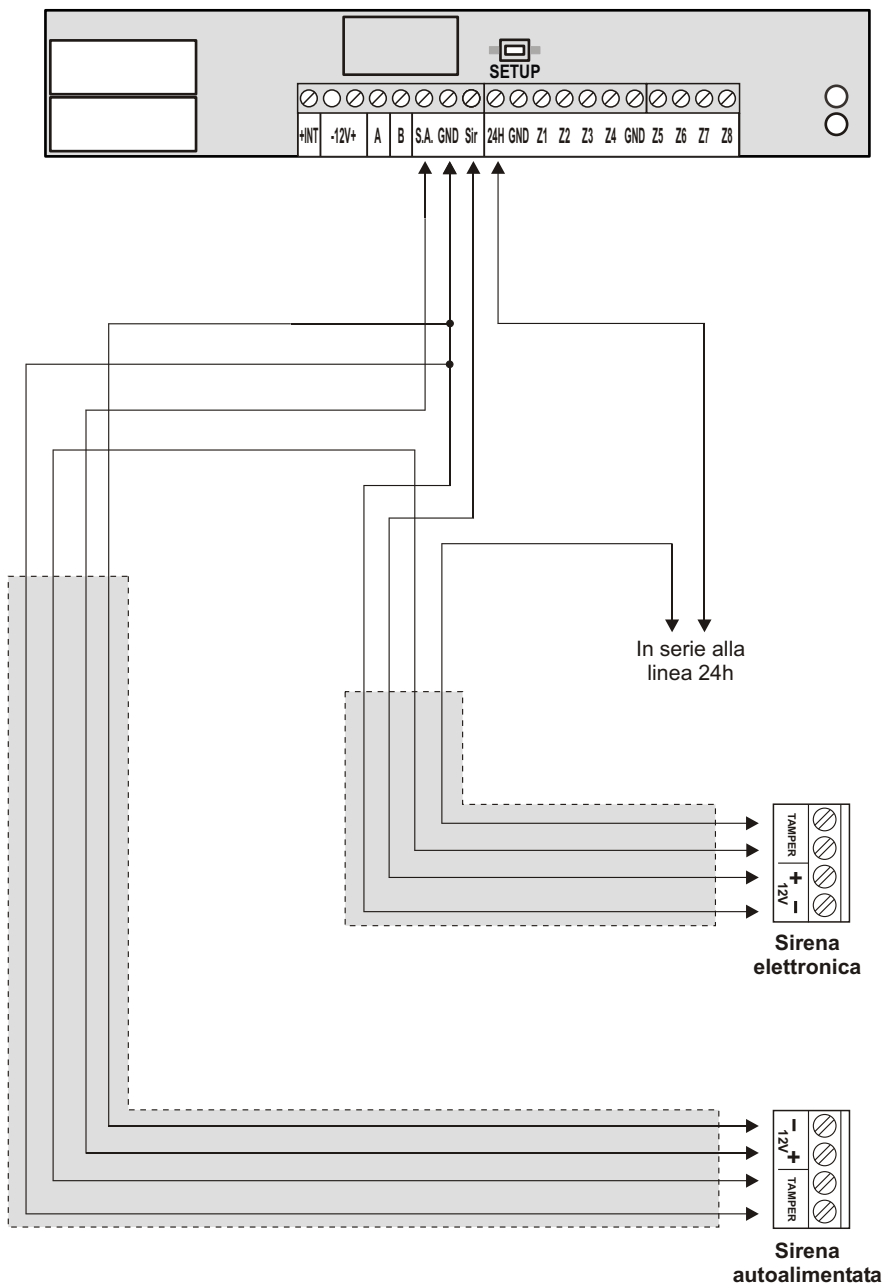 SETUP
+INT -12V+ A B S.A. GND Sir 24H GND Z1 Z2 Z3 Z4 GND Z5 Z6 Z7 Z8
In serie alla
linea 24h
TAMPER
+ 12V -
Sirena
elettronica
- 12V +
TAMPER
Sirena
autoalimentata